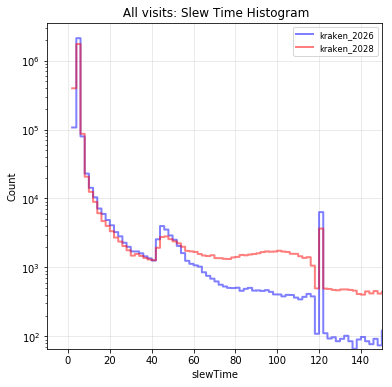 All visits: Slew Time Histogram
kraken_2026
kraken_2028
10⁶
10⁵
10⁴
10³
10²
Count
0 20 40 60 80 100 120 140
slewTime